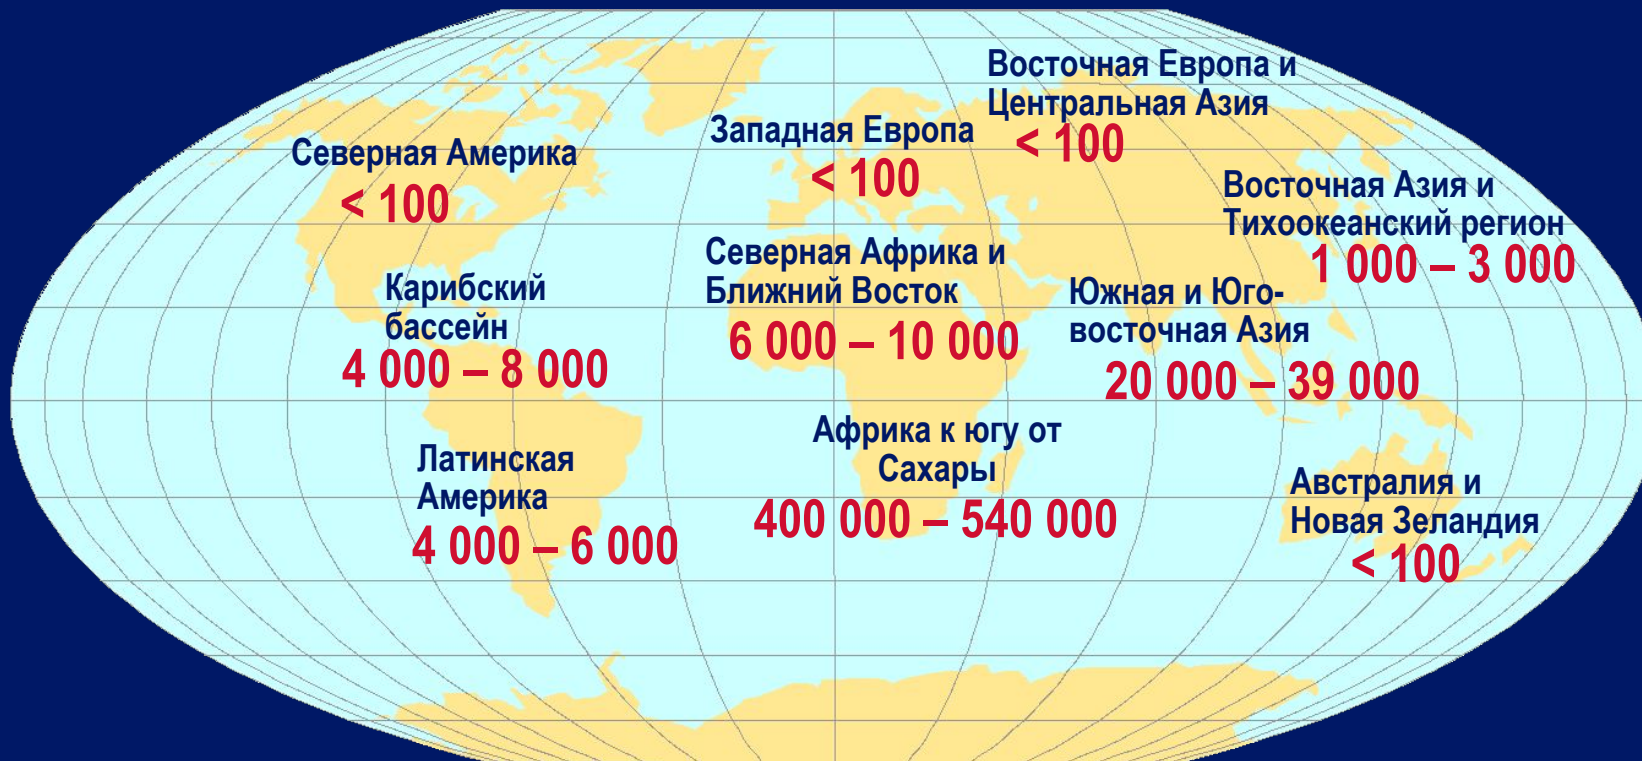 Восточная Европа и
Центральная Азия
< 100
Западная Европа
< 100
Северная Америка
< 100
Восточная Азия и
Тихоокеанский регион
1 000 – 3 000
Северная Африка и
Ближний Восток
6 000 – 10 000
Карибский
бассейн
4 000 – 8 000
Южная и Юго-
восточная Азия
20 000 – 39 000
Африка к югу от
Сахары
400 000 – 540 000
Латинская
Америка
4 000 – 6 000
Австралия и
Новая Зеландия
< 100